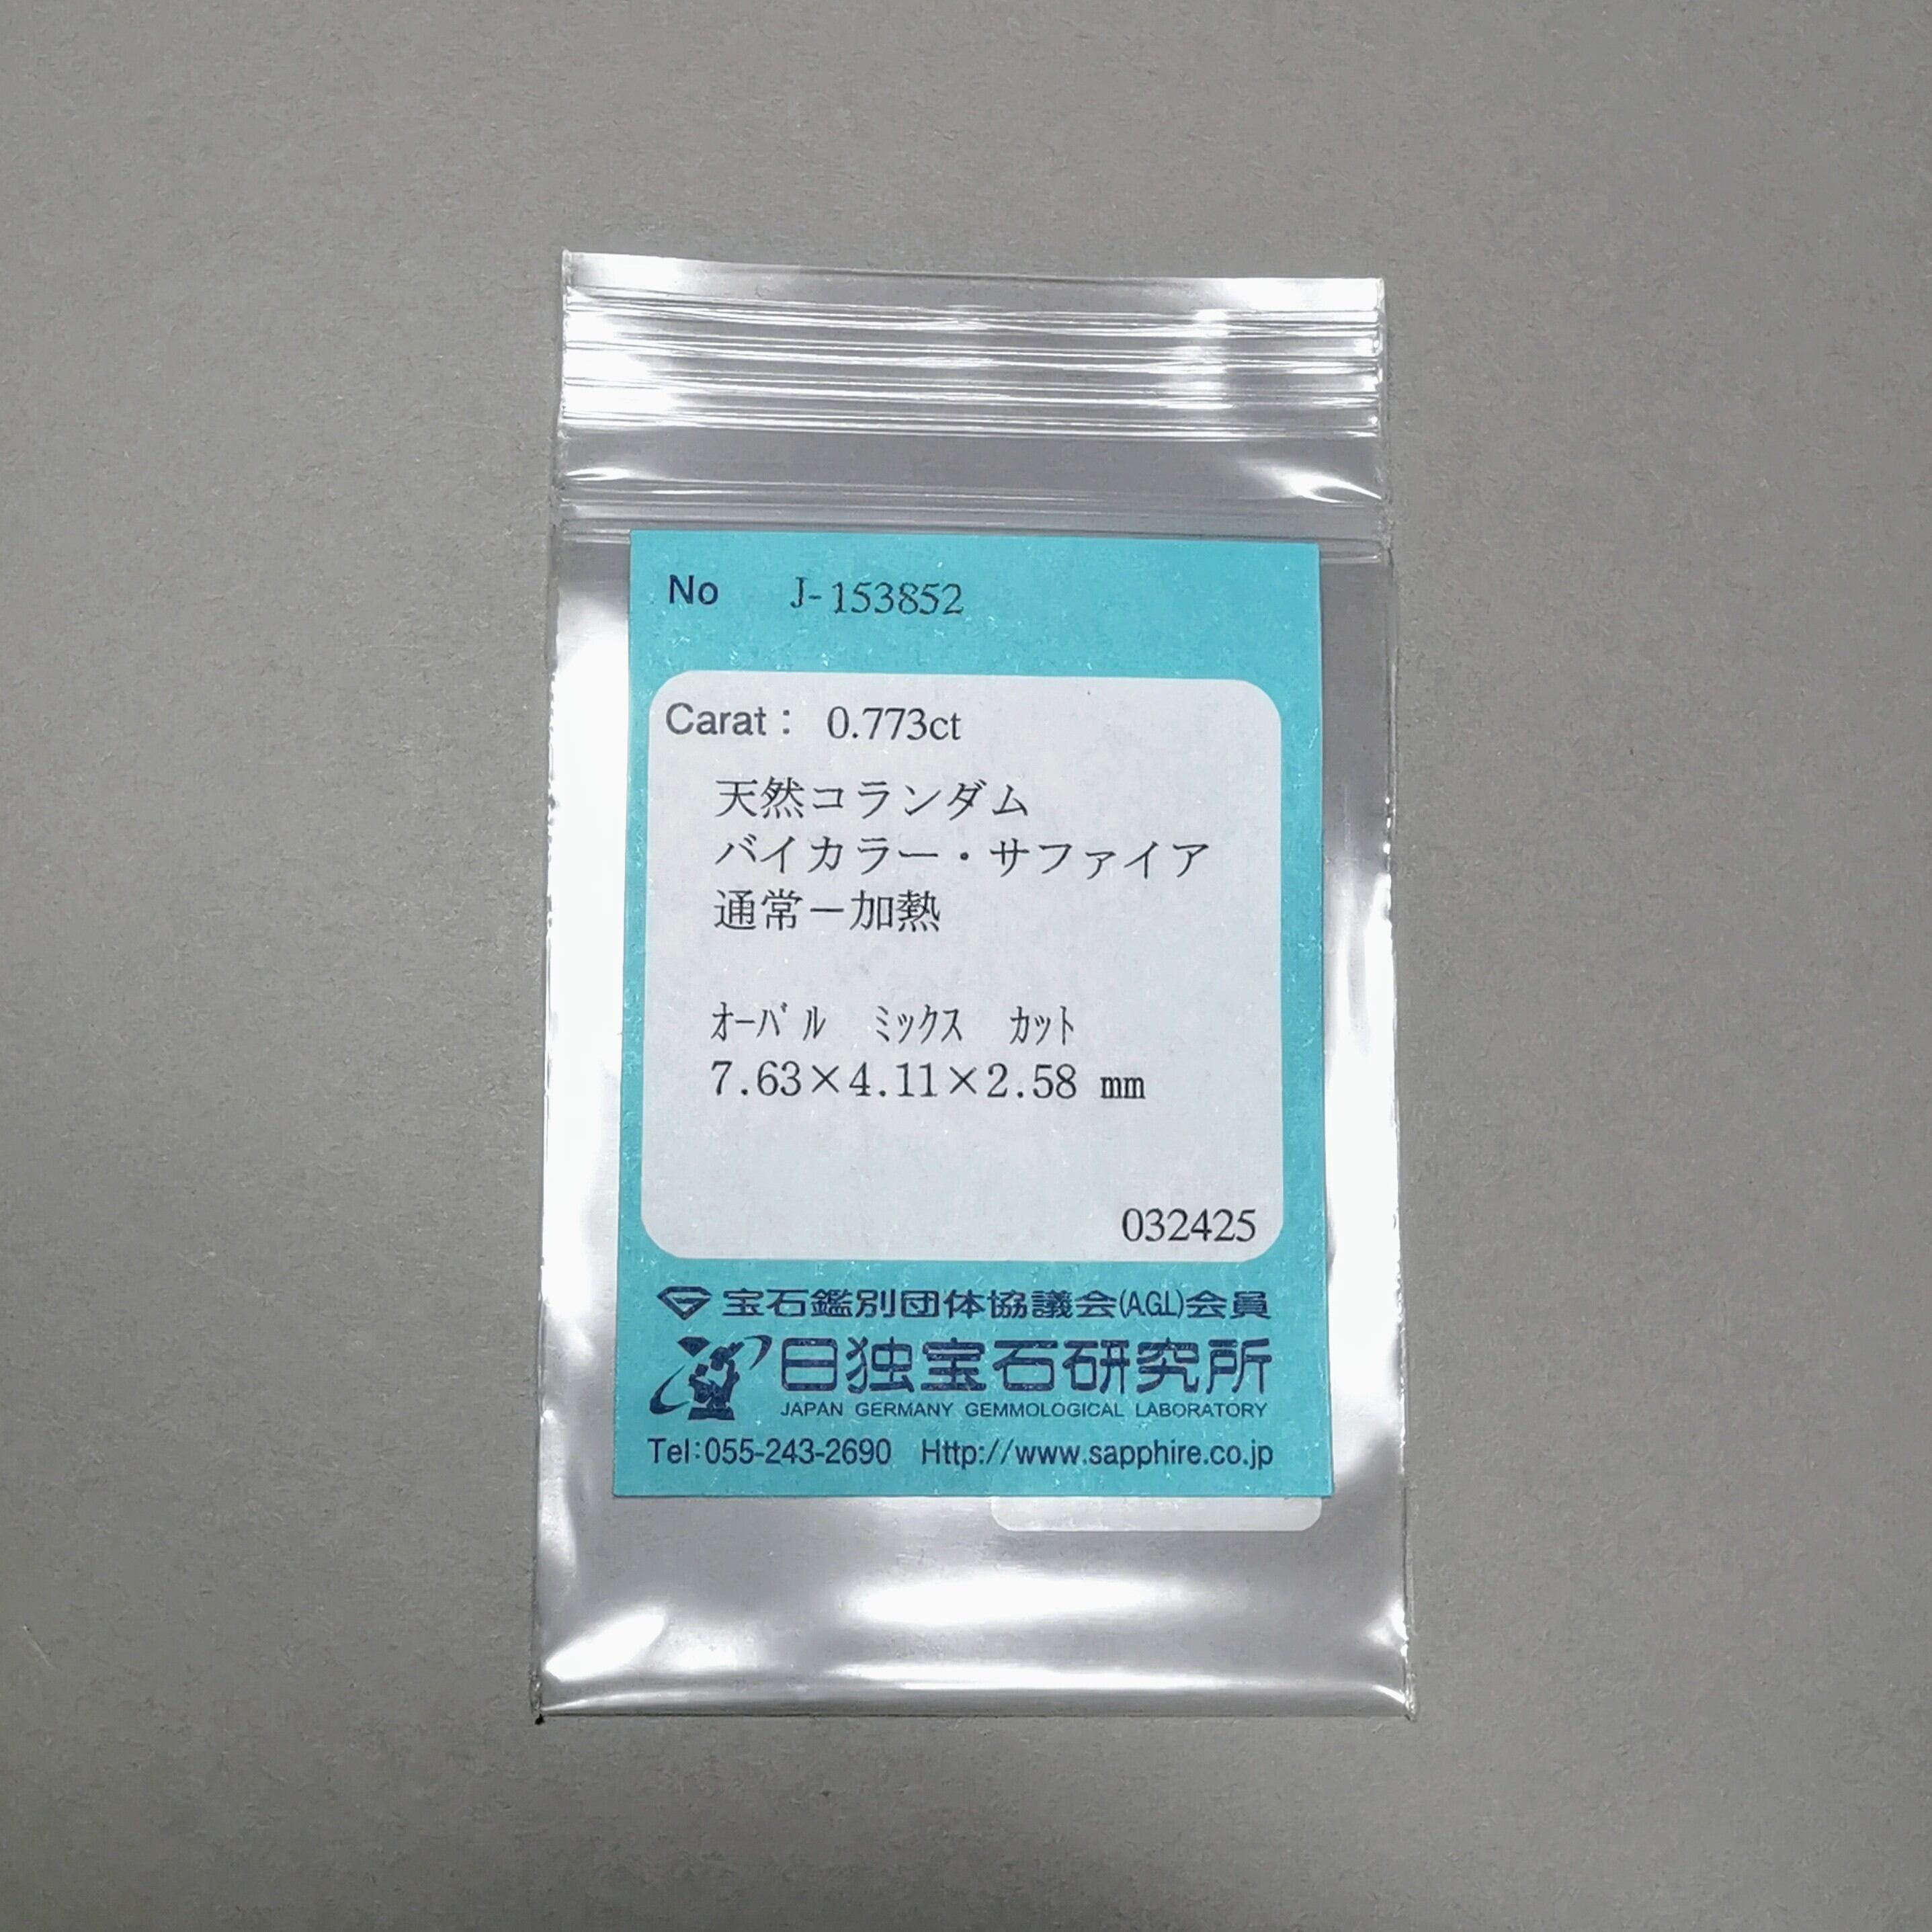 No J-153852
Carat： 0.773ct
天然コランダム
バイカラー・サファイア
通常－加熱
ｵｰﾊﾞﾙ ﾐｯｸｽ ｶｯﾄ
7.63×4.11×2.58 mm
032425
宝石鑑別団体協議会(AGL)会員
日独宝石研究所
JAPAN GERMANY GEMMOLOGICAL LABORATORY
Tel:055-243-2690 Http://www.sapphire.co.jp